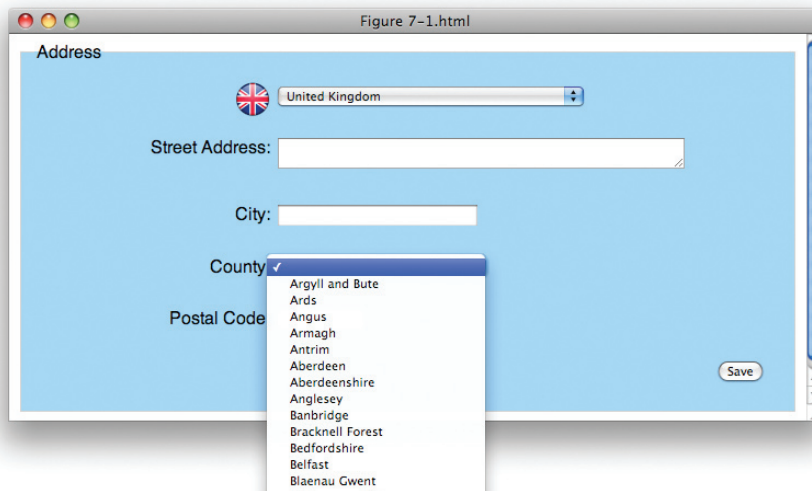 Figure 7-1.html
Address
United Kingdom
Street Address:
City:
County
✓
Argyll and Bute
Ards
Angus
Armagh
Antrim
Aberdeen
Aberdeenshire
Anglesey
Banbridge
Bracknell Forest
Bedfordshire
Belfast
Blaenau Gwent
Postal Code
Save